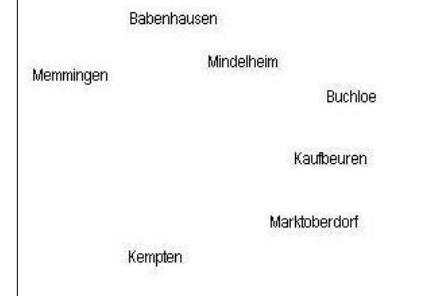 Babenhausen
Mindelheim
Memmingen
Buchloe
Kaufbeuren
Marktoberdorf
Kempten